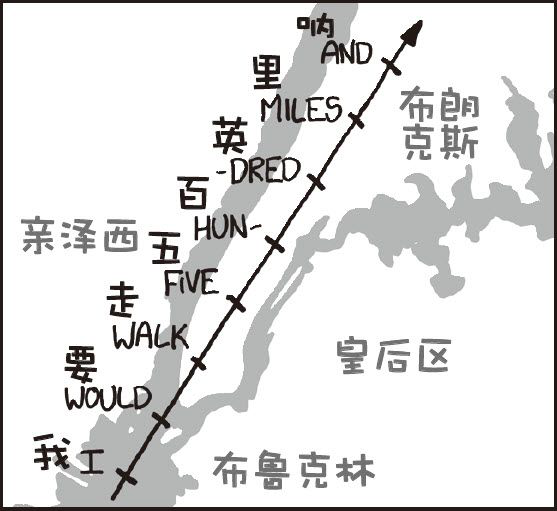 呐
AND
里
MILES
布朗
克斯
英
-DRED
百
HUN-
亲泽西
五
FIVE
走
WALK
皇后区
要
WOULD
我 I
布鲁克林